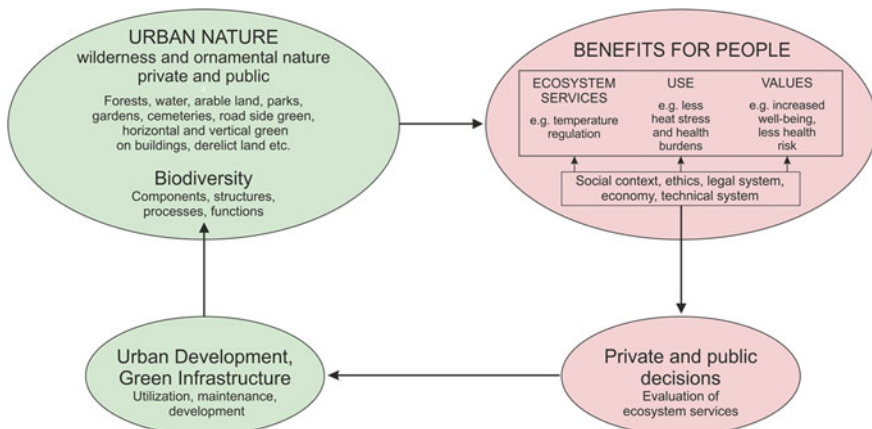 URBAN NATURE
wilderness and ornamental nature
private and public
Forests, water, arable land, parks,
gardens, cemeteries, road side green,
horizontal and vertical green
on buildings, derelict land etc.
Biodiversity
Components, structures,
processes, functions
BENEFITS FOR PEOPLE
ECOSYSTEM
SERVICES
e.g. temperature
regulation
USE
e.g. less
heat stress
and health
burdens
VALUES
e.g. increased
well-being,
less health
risk
Social context, ethics, legal system,
economy, technical system
Urban Development,
Green Infrastructure
Utilization, maintenance,
development
Private and public
decisions
Evaluation of
ecosystem services